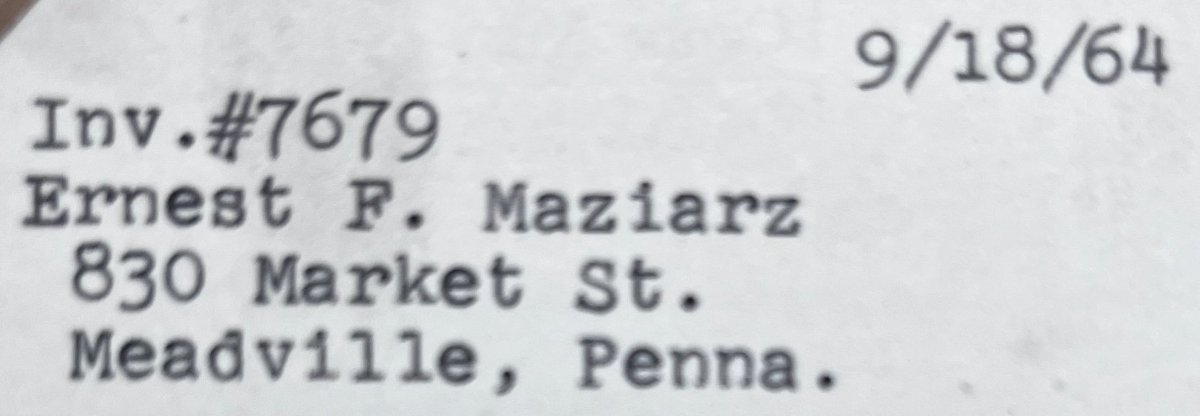 9/18/64
Inv.#7679
Ernest F. Maziarz
830 Market St.
Meadville, Penna.